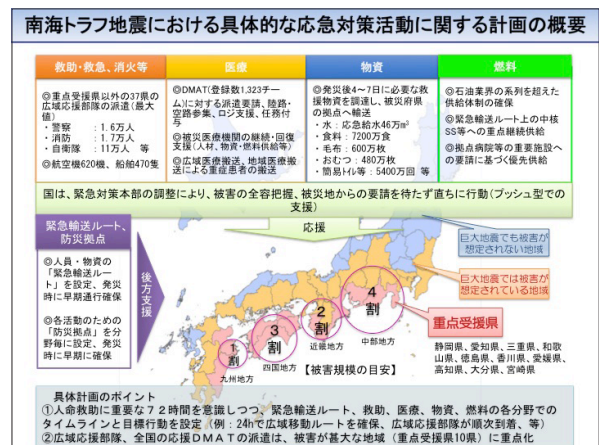 南海トラフ地震における具体的な応急対策活動に関する計画の概要
救助・救急、消火等
◎重点受援県以外の37県の
広域応援部隊の派遣(最大
値)
・警察　：1.6万人
・消防　：1.7万人
・自衛隊：11万人　等
◎航空機620機、船舶470隻
医療
◎DMAT(登録数1,323チー
ム)に対する派遣要請、陸路・
空路参集、ロジ支援、任務付
与
◎被災医療機関の継続・回復
支援(人材、物資・燃料供給等)
◎広域医療搬送、地域医療搬
送による重症患者の搬送
物資
◎発災後4～7日に必要な救
援物資を調達し、被災府県
の拠点へ輸送
・水：応急給水46万m³
・食料：7200万食
・毛布：600万枚
・おむつ：480万枚
・簡易トイレ等：5400万回 等
燃料
◎石油業界の系列を超えた
供給体制の確保
◎緊急輸送ルート上の中核
SS等への重点継続供給
◎拠点病院等の重要施設へ
の要請に基づく優先供給
国は、緊急対策本部の調整により、被害の全容把握、被災地からの要請を待たず直ちに行動(プッシュ型での
支援)
応援
緊急輸送ルート、
防災拠点
◎人員・物資の
「緊急輸送ルー
ト」を設定、発災
時に早期通行確保
◎各活動のための
「防災拠点」を分
野毎に設定、発災
時に早期に確保
後方支援
巨大地震でも被害が
想定されない地域
巨大地震では被害が
想定されている地域
1割
九州地方
3割
四国地方
2割
近畿地方
4割
中部地方
【被害規模の目安】
重点受援県
静岡県、愛知県、三重県、和歌
山県、徳島県、香川県、愛媛県、
高知県、大分県、宮崎県
具体計画のポイント
①人命救助に重要な72時間を意識しつつ、緊急輸送ルート、救助、医療、物資、燃料の各分野での
タイムラインと目標行動を設定(例：24hで広域移動ルートを確保、広域応援部隊が順次到着、等)
②広域応援部隊、全国の応援DMATの派遣は、被害が甚大な地域(重点受援県10県)に重点化